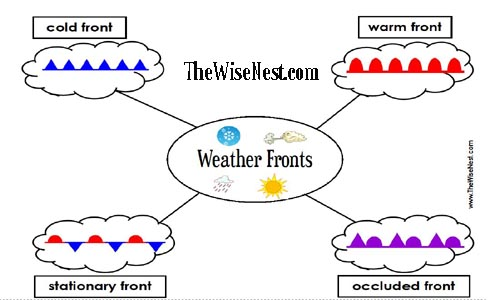 cold front
warm front
TheWiseNest.com
Weather Fronts
www.TheWiseNest.com
stationary front
occluded front